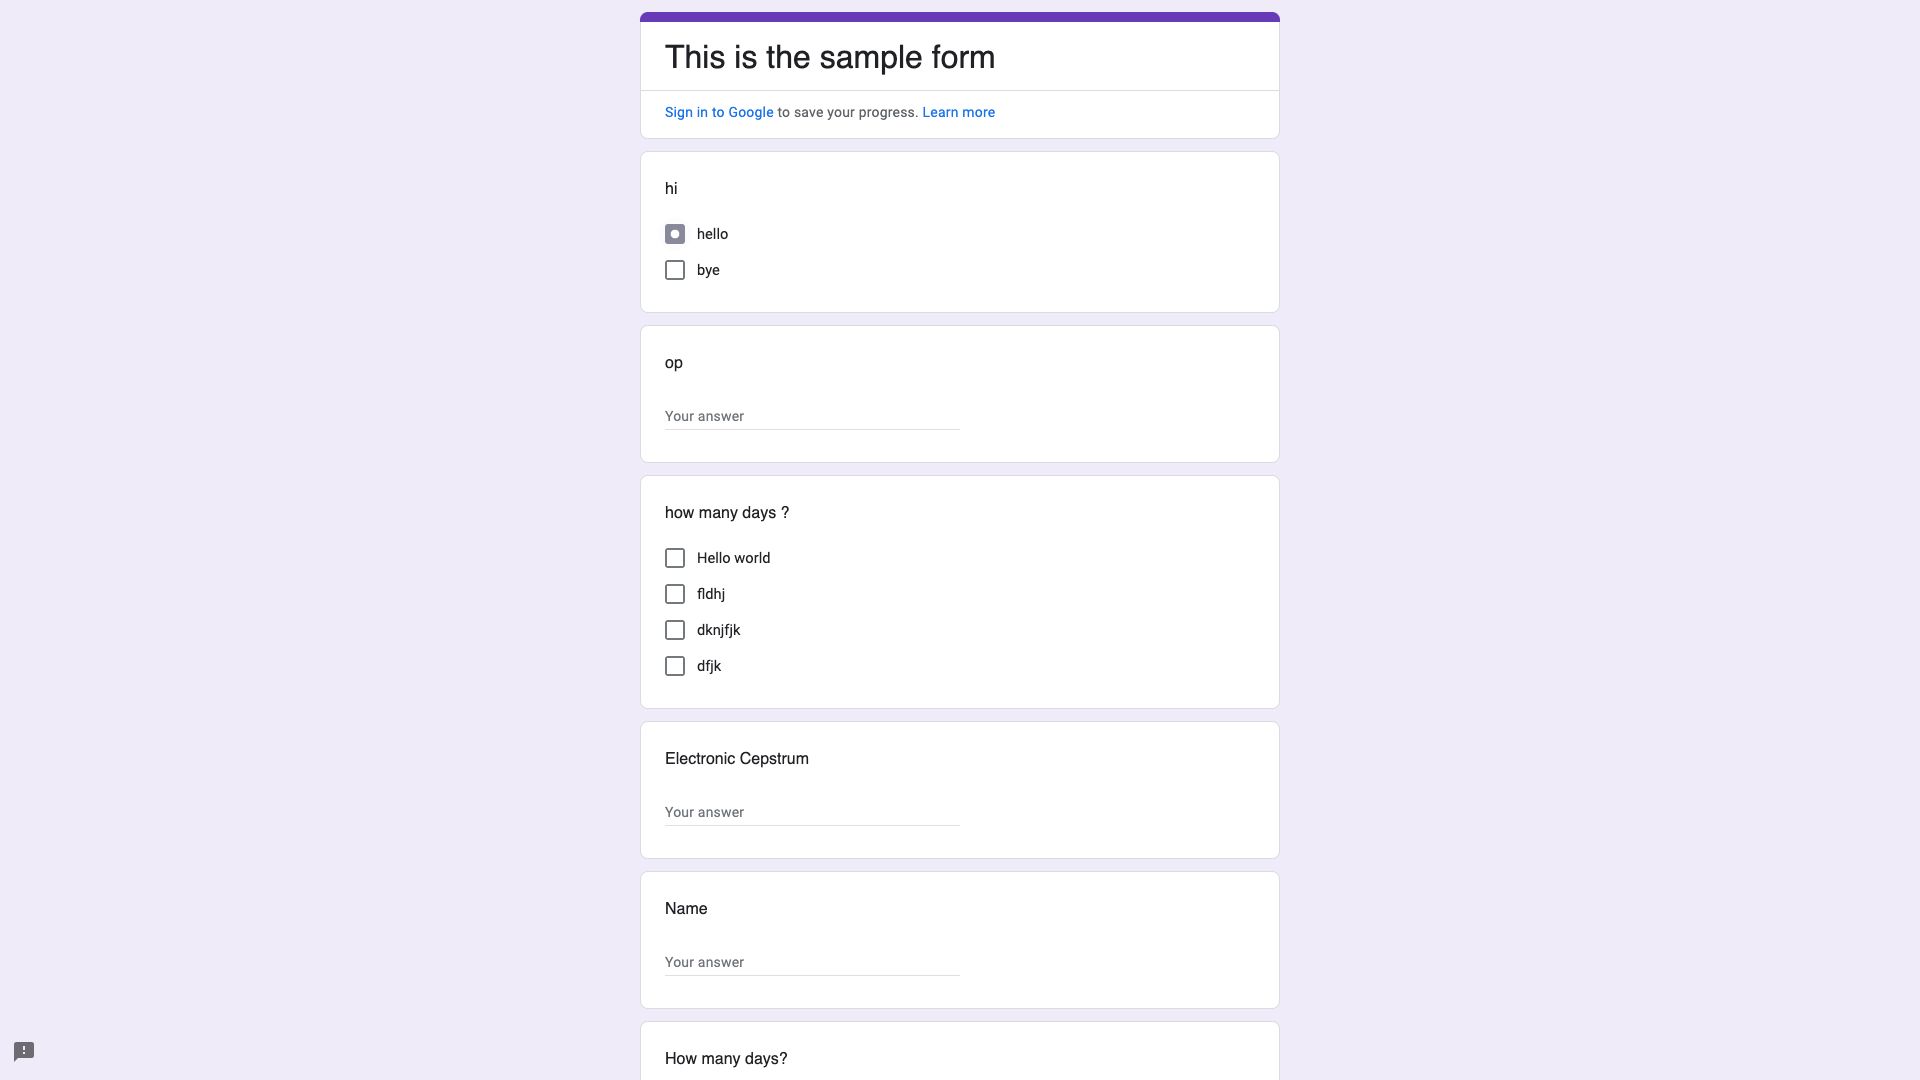 This is the sample form
Sign in to Google to save your progress. Learn more
hi
hello
bye
op
Your answer
how many days ?
Hello world
fldhj
dknjfjk
dfjk
Electronic Cepstrum
Your answer
Name
Your answer
How many days?